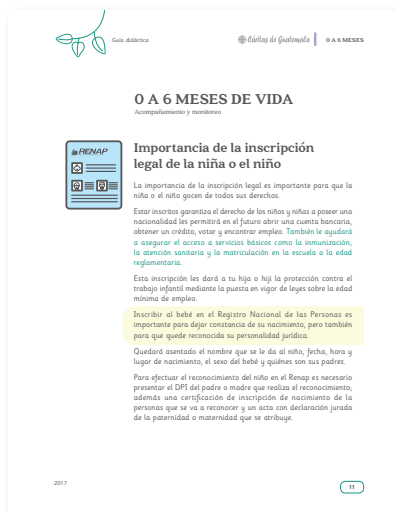 Guía didáctica
Cáritas de Guatemala
0 A 6 MESES
0 A 6 MESES DE VIDA
Acompañamiento y monitoreo
RENAP
Importancia de la inscripción
legal de la niña o el niño
La importancia de la inscripción legal es importante para que la
niña o el niño gocen de todos sus derechos.
Estar inscritos garantiza el derecho de los niños y niñas a poseer una
nacionalidad les permitirá en el futuro abrir una cuenta bancaria,
obtener un crédito, votar y encontrar empleo. También le ayudará
a asegurar el acceso a servicios básicos como la inmunización,
la atención sanitaria y la matriculación en la escuela a la edad
reglamentaria.
Esta inscripción les dará a tu hija o hiji la protección contra el
trabajo infantil mediante la puesta en vigor de leyes sobre la edad
mínima de empleo.
Inscribir al bebé en el Registro Nacional de las Personas es
importante para dejar constancia de su nacimiento, pero también
para que quede reconocida su personalidad jurídica.
Quedará asentado el nombre que se le da al niño, fecha, hora y
lugar de nacimiento, el sexo del bebé y quiénes son sus padres.
Para efectuar el reconocimiento del niño en el Renap es necesario
presentar el DPI del padre o madre que realiza el reconocimiento;
además una certificación de inscripción de nacimiento de la
personas que se va a reconocer y un acta con declaración jurada
de la paternidad o maternidad que se atribuye.
2017
11